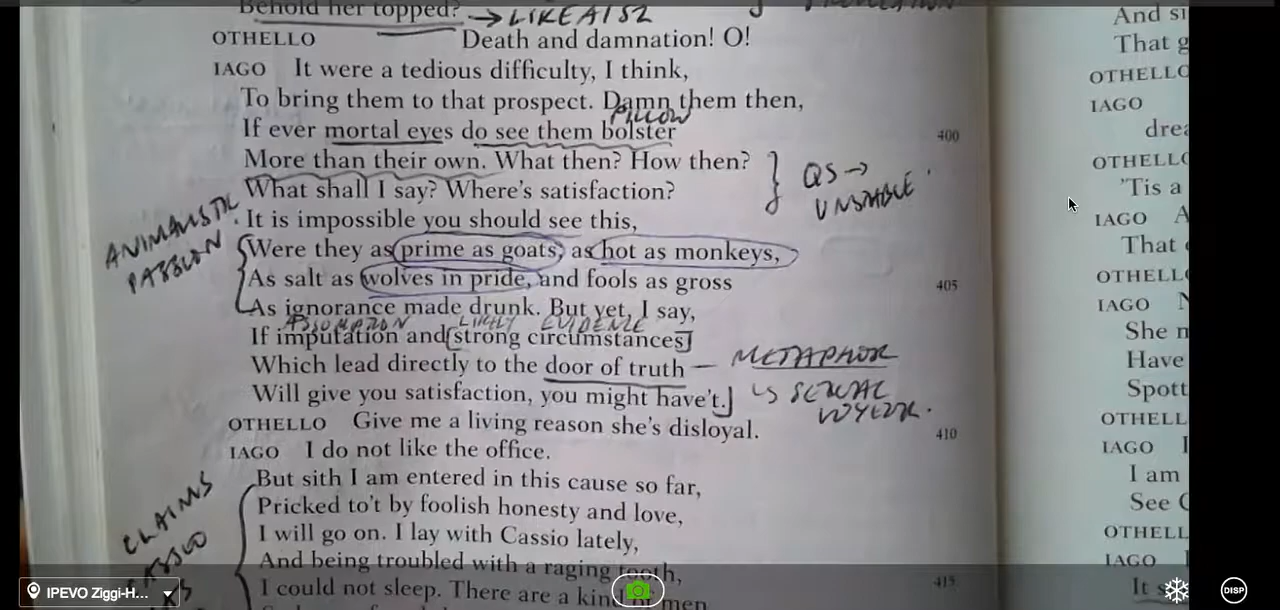 Behold her topped? → LIKE A1S2
OTHELLO Death and damnation! O!
IAGO It were a tedious difficulty, I think,
To bring them to that prospect. Damn them then,
PILLOW
If ever mortal eyes do see them bolster 400
More than their own. What then? How then?
QS →
UNSTABLE
What shall I say? Where's satisfaction?
It is impossible you should see this,
ANIMALISTIC
PASSION
Were they as prime as goats, as hot as monkeys,
As salt as wolves in pride, and fools as gross 405
As ignorance made drunk. But yet, I say,
ASSUMPTION LIKELY EVIDENCE
If imputation and [strong circumstances]
Which lead directly to the door of truth — METAPHOR
Will give you satisfaction, you might have't.] ↳ SEXUAL
VOYEUR.
OTHELLO Give me a living reason she's disloyal. 410
IAGO I do not like the office.
But sith I am entered in this cause so far,
Pricked to't by foolish honesty and love,
CLAIMS
I will go on. I lay with Cassio lately,
And being troubled with a raging tooth,
I could not sleep. There are a kind of men 415
And
That
OTHELLO
IAGO
OTHELLO
'Tis a
IAGO A
That
OTHELLO
IAGO
She
Have
Spott
OTHELL
IAGO I
I am
See
OTHELL
IAGO
It
IPEVO Ziggi-H...
DISP